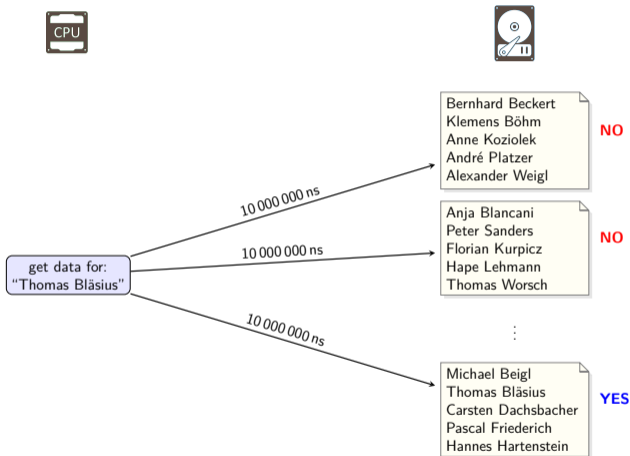 CPU
Bernhard Beckert
Klemens Böhm
Anne Koziolek
André Platzer
Alexander Weigl
NO
10 000 000 ns
Anja Blancani
Peter Sanders
Florian Kurpicz
Hape Lehmann
Thomas Worsch
NO
10 000 000 ns
get data for:
“Thomas Bläsius”
10 000 000 ns
⋮
Michael Beigl
Thomas Bläsius
Carsten Dachsbacher
Pascal Friederich
Hannes Hartenstein
YES